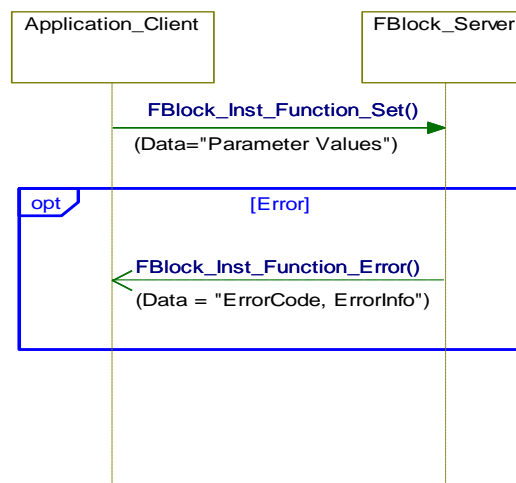 Application_Client
FBlock_Server
FBlock_Inst_Function_Set()
(Data="Parameter Values")
opt
[Error]
FBlock_Inst_Function_Error()
(Data = "ErrorCode, ErrorInfo")